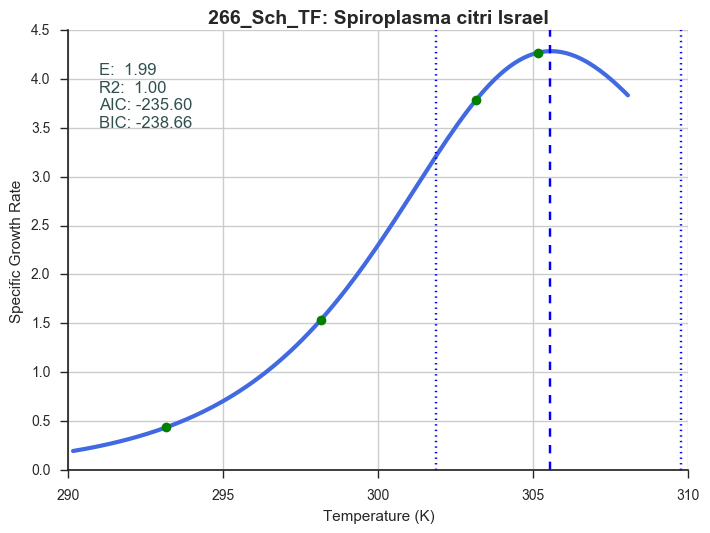 266_Sch_TF: Spiroplasma citri Israel
E:  1.99
R2:  1.00
AIC: -235.60
BIC: -238.66
Specific Growth Rate
4.5
4.0
3.5
3.0
2.5
2.0
1.5
1.0
0.5
0.0
290 295 300 305 310
Temperature (K)